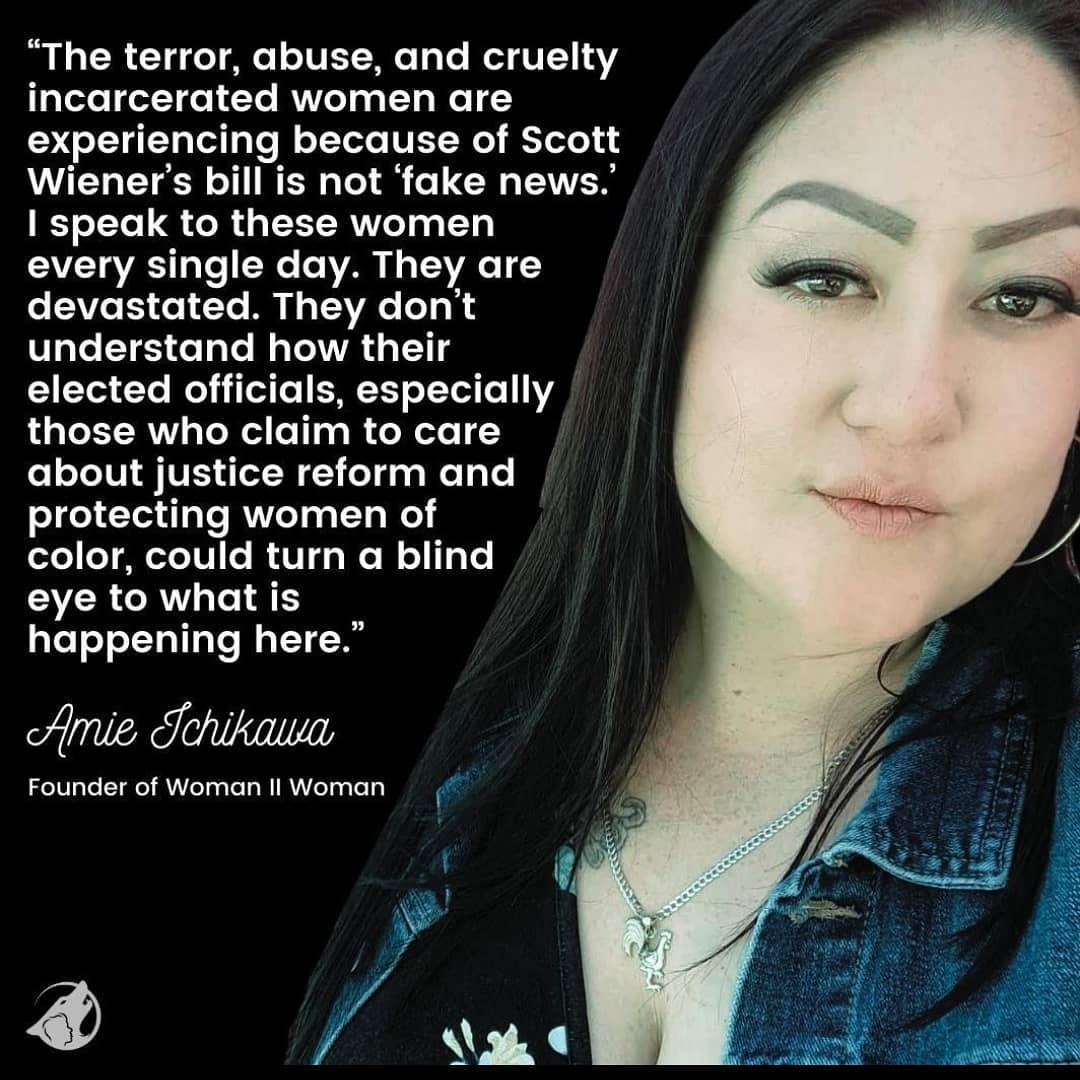 “The terror, abuse, and cruelty
incarcerated women are
experiencing because of Scott
Wiener’s bill is not ‘fake news.’
I speak to these women
every single day. They are
devastated. They don’t
understand how their
elected officials, especially
those who claim to care
about justice reform and
protecting women of
color, could turn a blind
eye to what is
happening here.”
Amie Ichikawa
Founder of Woman II Woman